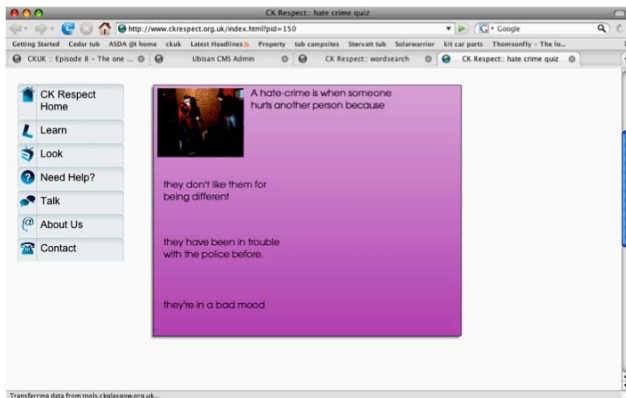 CK Respect:: hate crime quiz
http://www.ckrespect.org.uk/index.html?pid=150
Google
Getting Started Cedar tub ASDA @t home ckuk Latest Headlines Property tub campsites Stervatt tub Solarwarrior kit car parts Thomsonfly - The lo...
CKUK :: Episode 8 - The one ... Ubisan CMS Admin CK Respect:: wordsearch CK Respect:: hate crime quiz
CK Respect
Home
Learn
Look
Need Help?
Talk
About Us
Contact
A hate-crime is when someone
hurts another person because
they don't like them for
being different
they have been in trouble
with the police before.
they're in a bad mood
Transferring data from tools.ckglasgow.org.uk...